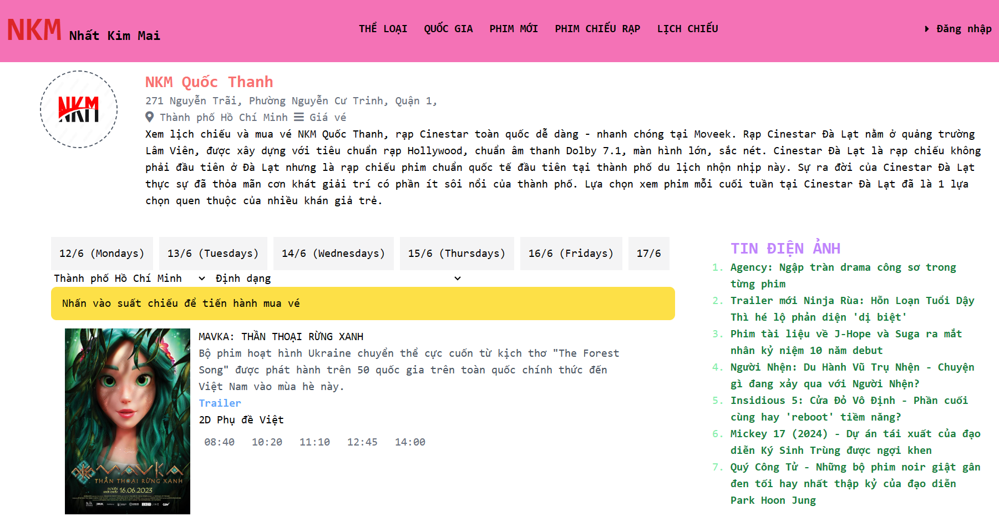 NKM Nhất Kim Mai
THỂ LOẠI QUỐC GIA PHIM MỚI PHIM CHIẾU RẠP LỊCH CHIẾU
Đăng nhập
NKM
NKM Quốc Thanh
271 Nguyễn Trãi, Phường Nguyễn Cư Trinh, Quận 1,
Thành phố Hồ Chí Minh Giá vé
Xem lịch chiếu và mua vé NKM Quốc Thanh, rạp Cinestar toàn quốc dễ dàng - nhanh chóng tại Moveek. Rạp Cinestar Đà Lạt nằm ở quảng trường
Lâm Viên, được xây dựng với tiêu chuẩn rạp Hollywood, chuẩn âm thanh Dolby 7.1, màn hình lớn, sắc nét. Cinestar Đà Lạt là rạp chiếu không
phải đầu tiên ở Đà Lạt nhưng là rạp chiếu phim chuẩn quốc tế đầu tiên tại thành phố du lịch nhộn nhịp này. Sự ra đời của Cinestar Đà Lạt
thực sự đã thỏa mãn cơn khát giải trí có phần ít sôi nổi của thành phố. Lựa chọn xem phim mỗi cuối tuần tại Cinestar Đà Lạt đã là 1 lựa
chọn quen thuộc của nhiều khán giả trẻ.
12/6 (Mondays) 13/6 (Tuesdays) 14/6 (Wednesdays) 15/6 (Thursdays) 16/6 (Fridays) 17/6
Thành phố Hồ Chí Minh Định dạng
Nhấn vào suất chiếu để tiến hành mua vé
MAVKA
THẦN THOẠI RỪNG XANH
DỰ KIẾN
KHỞI CHIẾU 16.06.2023
MAVKA: THẦN THOẠI RỪNG XANH
Bộ phim hoạt hình Ukraine chuyển thể cực cuốn từ kịch thơ "The Forest
Song" được phát hành trên 50 quốc gia trên toàn quốc chính thức đến
Việt Nam vào mùa hè này.
Trailer
2D Phụ đề Việt
08:40 10:20 11:10 12:45 14:00
TIN ĐIỆN ẢNH
1. Agency: Ngập tràn drama công sơ trong
từng phim
2. Trailer mới Ninja Rùa: Hỗn Loạn Tuổi Dậy
Thì hé lộ phản diện 'dị biệt'
3. Phim tài liệu về J-Hope và Suga ra mắt
nhân kỷ niệm 10 năm debut
4. Người Nhện: Du Hành Vũ Trụ Nhện - Chuyện
gì đang xảy qua với Người Nhện?
5. Insidious 5: Cửa Đỏ Vô Định - Phần cuối
cùng hay 'reboot' tiềm năng?
6. Mickey 17 (2024) - Dự án tái xuất của đạo
diễn Ký Sinh Trùng được ngợi khen
7. Quý Công Tử - Những bộ phim noir giật gân
đen tối hay nhất thập kỷ của đạo diễn
Park Hoon Jung